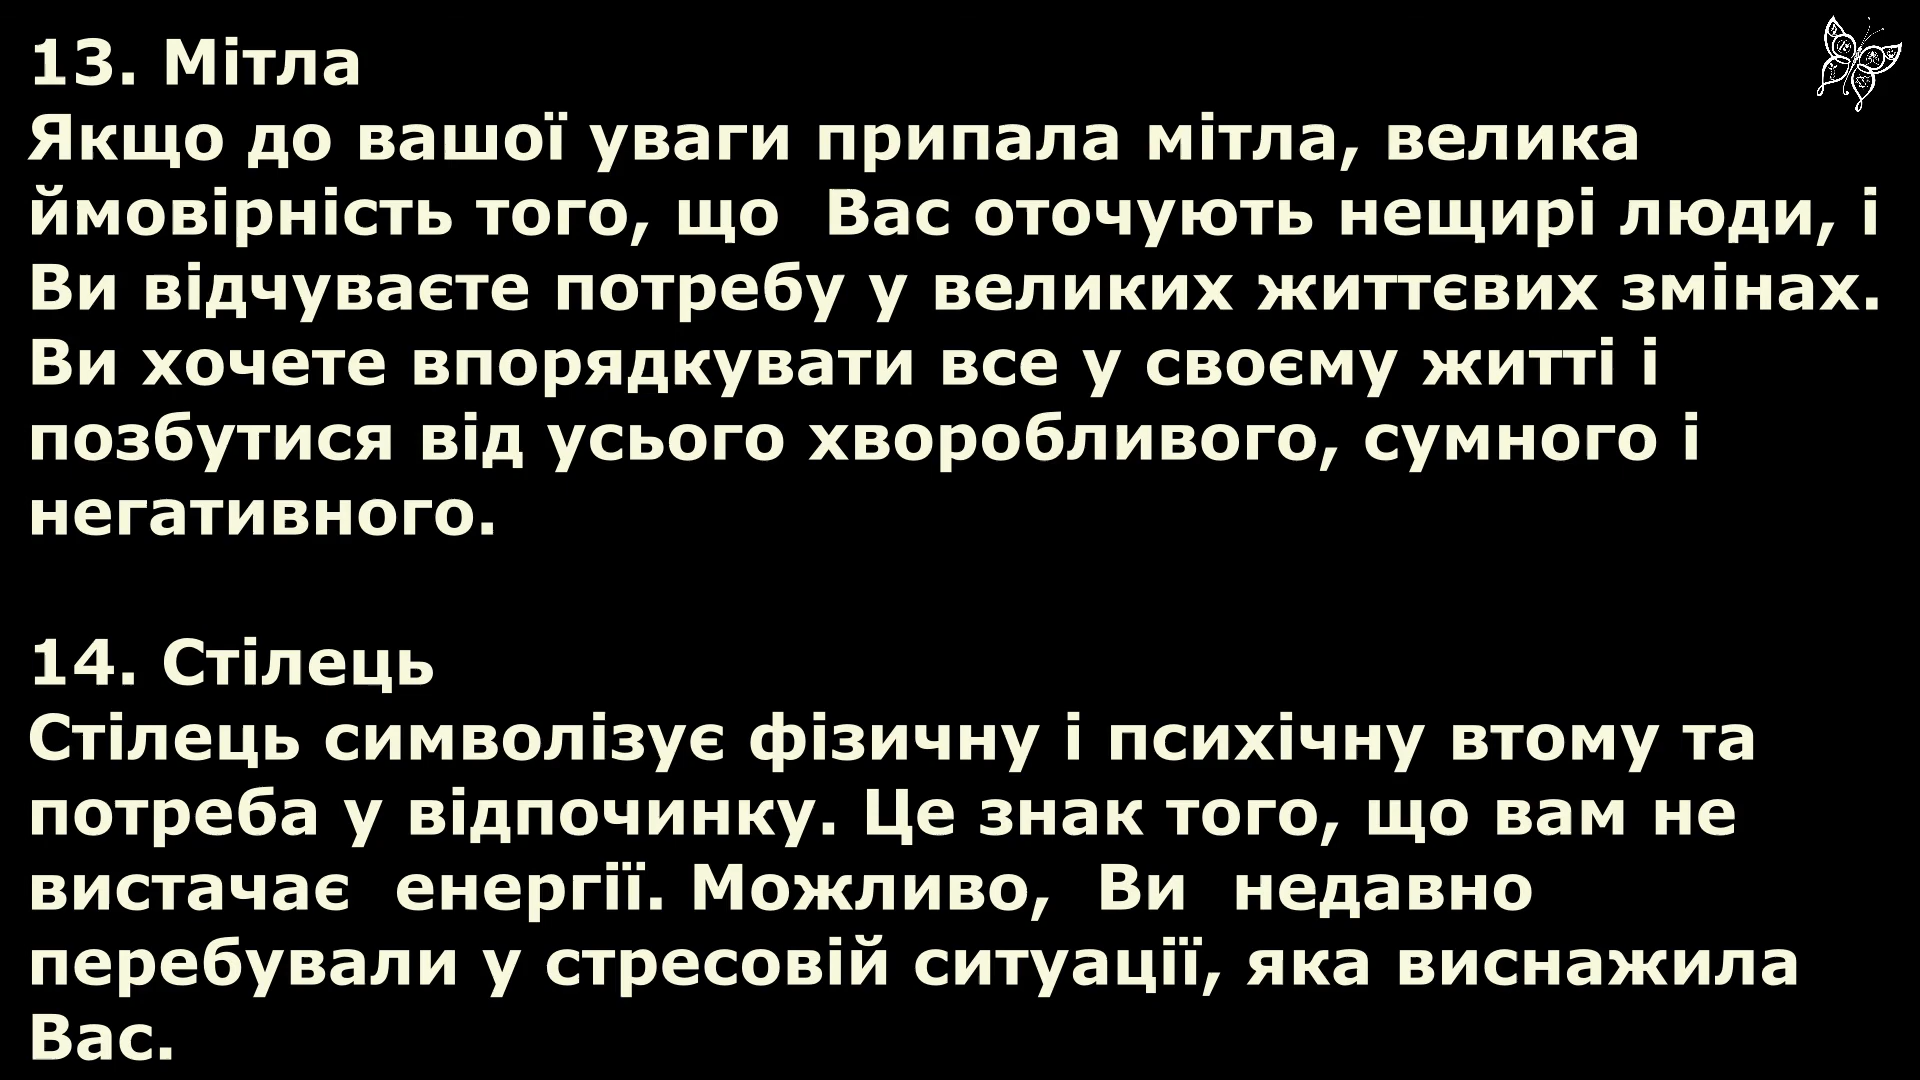 13. Мітла
Якщо до вашої уваги припала мітла, велика
ймовірність того, що  Вас оточують нещирі люди, і
Ви відчуваєте потребу у великих життєвих змінах.
Ви хочете впорядкувати все у своєму житті і
позбутися від усього хворобливого, сумного і
негативного.

14. Стілець
Стілець символізує фізичну і психічну втому та
потреба у відпочинку. Це знак того, що вам не
вистачає  енергії. Можливо,  Ви  недавно
перебували у стресовій ситуації, яка виснажила
Вас.